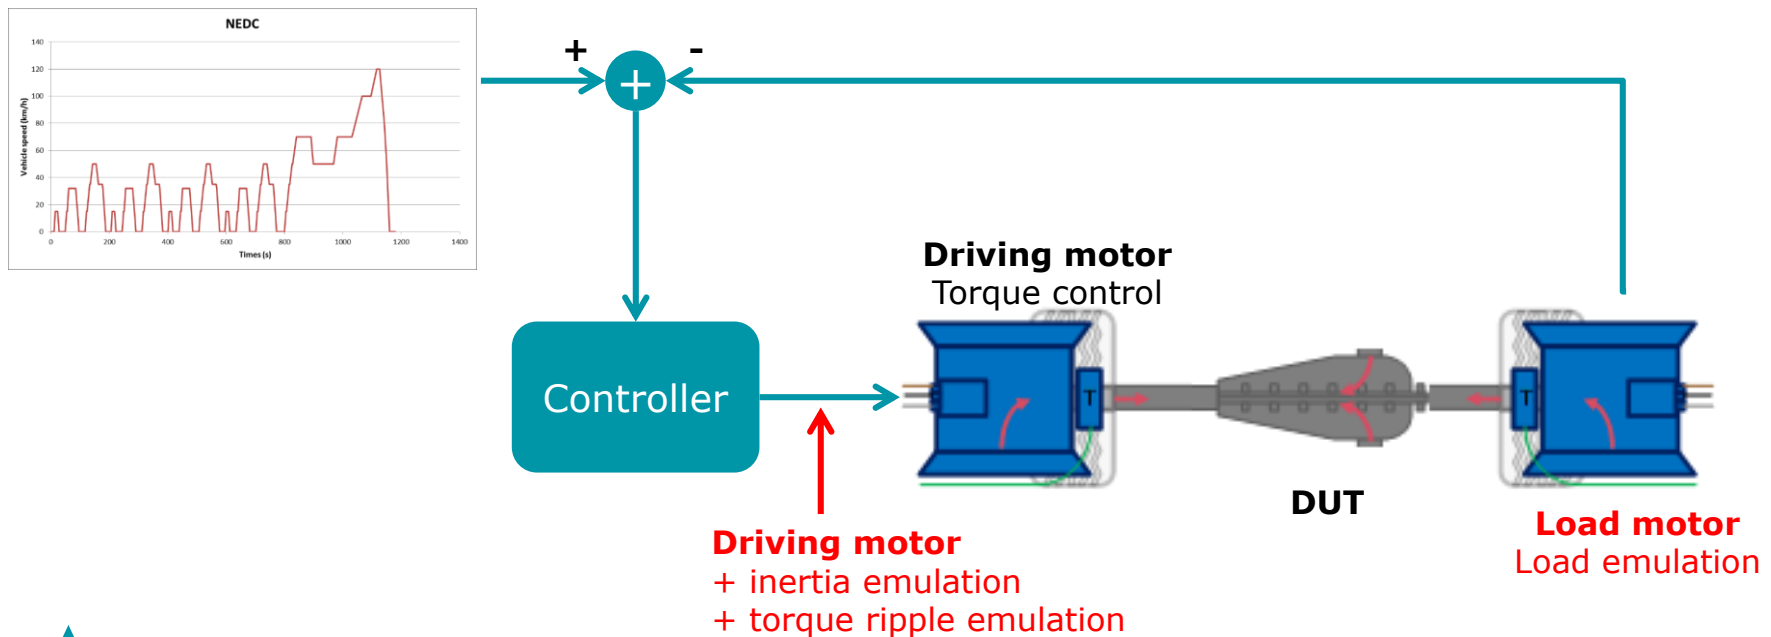 NEDC
Vehicle speed (km/h)
140
120
100
80
60
40
20
0
0 200 400 600 800 1000 1200 1400
Times (s)
+ -
+
Controller
Driving motor
Torque control
T T
DUT
Driving motor
+ inertia emulation
+ torque ripple emulation
Load motor
Load emulation